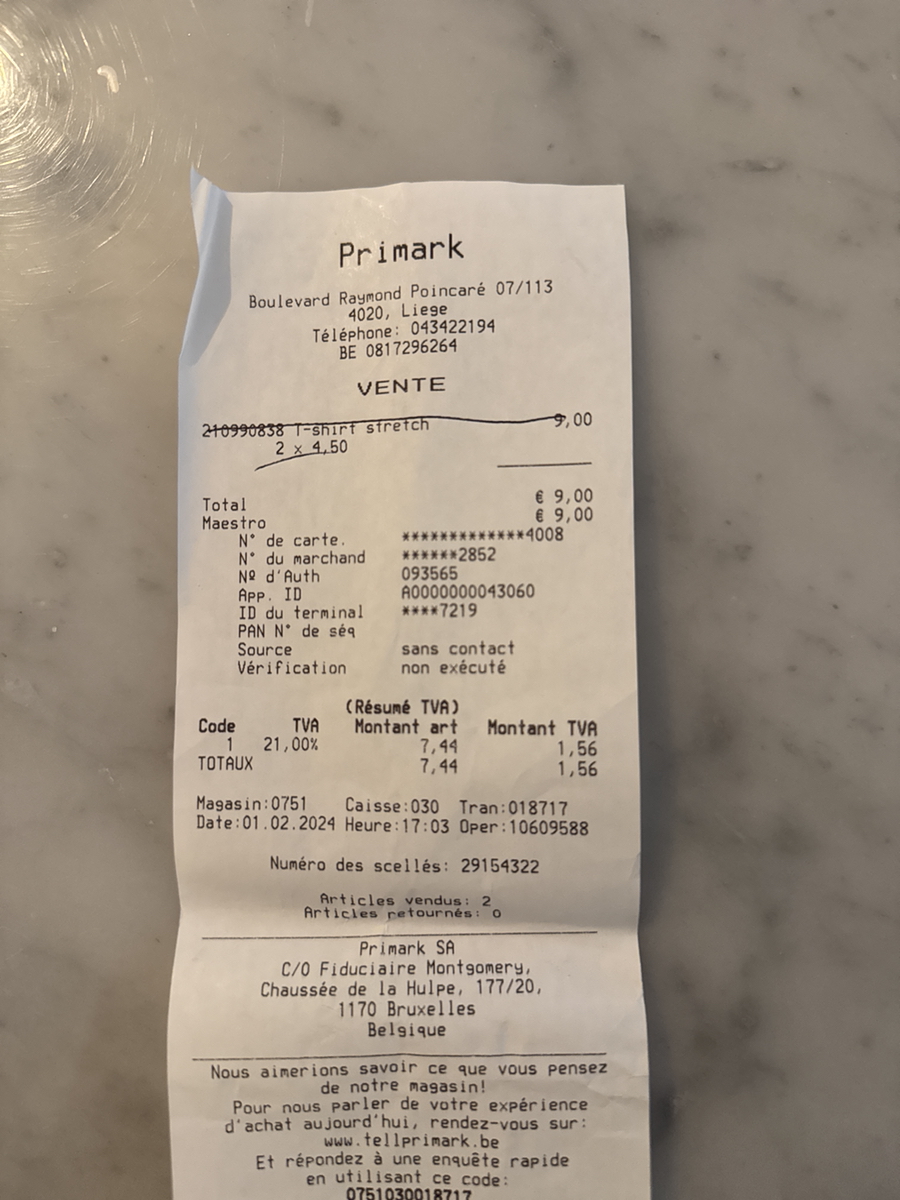 Primark
Boulevard Raymond Poincaré 07/113
4020, Liege
Téléphone: 043422194
BE 0817296264
VENTE
210990838 T-shirt stretch 9,00
2 x 4,50
Total € 9,00
Maestro € 9,00
N° de carte. *************4008
N° du marchand ******2852
Nº d'Auth 093565
App. ID A0000000043060
ID du terminal ****7219
PAN N° de séq
Source sans contact
Vérification non exécuté
(Résumé TVA)
Code TVA Montant art Montant TVA
1 21,00% 7,44 1,56
TOTAUX 7,44 1,56
Magasin:0751 Caisse:030 Tran:018717
Date:01.02.2024 Heure:17:03 Oper:10609588
Numéro des scellés: 29154322
Articles vendus: 2
Articles retournés: 0
Primark SA
C/O Fiduciaire Montgomery,
Chaussée de la Hulpe, 177/20,
1170 Bruxelles
Belgique
Nous aimerions savoir ce que vous pensez
de notre magasin!
Pour nous parler de votre expérience
d'achat aujourd'hui, rendez-vous sur:
www.tellprimark.be
Et répondez à une enquête rapide
en utilisant ce code:
0751030018717